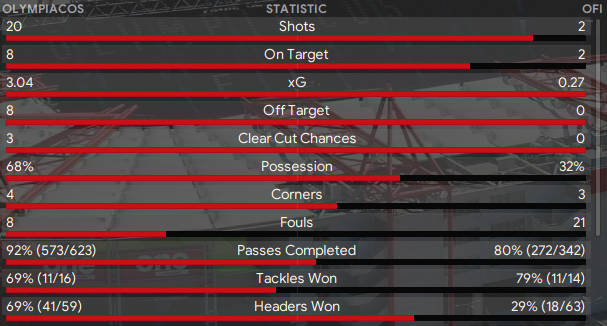 OLYMPIACOS STATISTIC OFI
20 Shots 2
8 On Target 2
3.04 xG 0.27
8 Off Target 0
3 Clear Cut Chances 0
68% Possession 32%
4 Corners 3
8 Fouls 21
92% (573/623) Passes Completed 80% (272/342)
69% (11/16) Tackles Won 79% (11/14)
69% (41/59) Headers Won 29% (18/63)